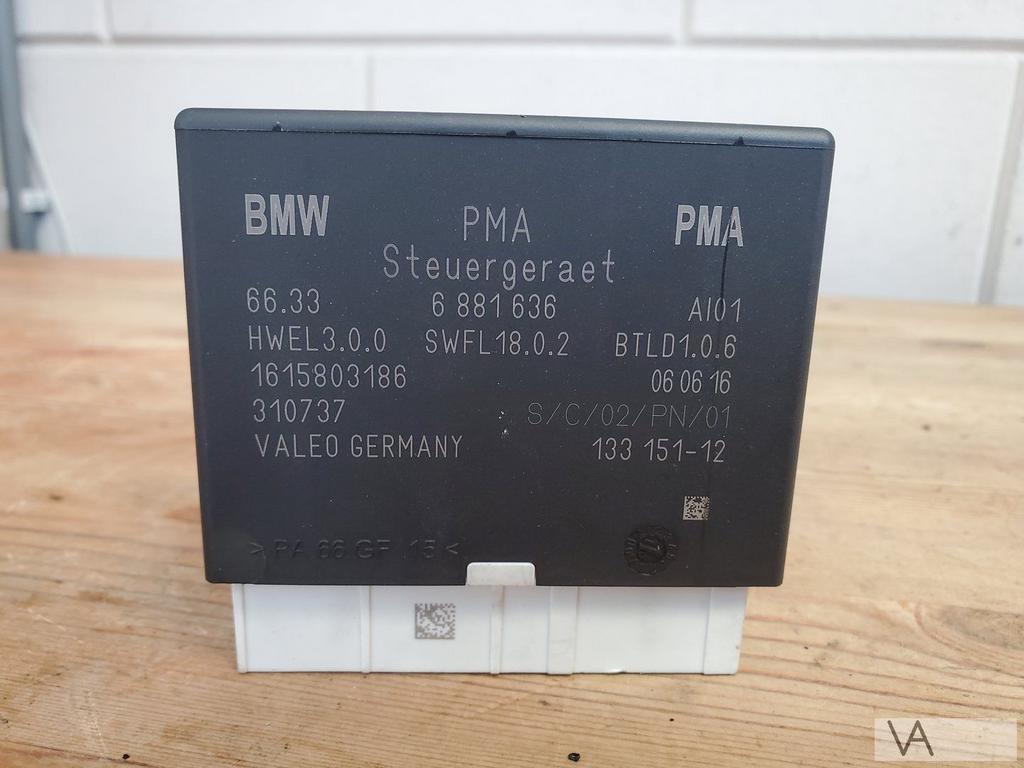 BMW PMA PMA
Steuergeraet
66.33 6 881 636 AI01
HWEL3.0.0 SWFL18.0.2 BTLD1.0.6
1615803186 06 06 16
310737 S/C/02/PN/01
VALEO GERMANY 133 151-12
>PA 66 GF 15<
VA